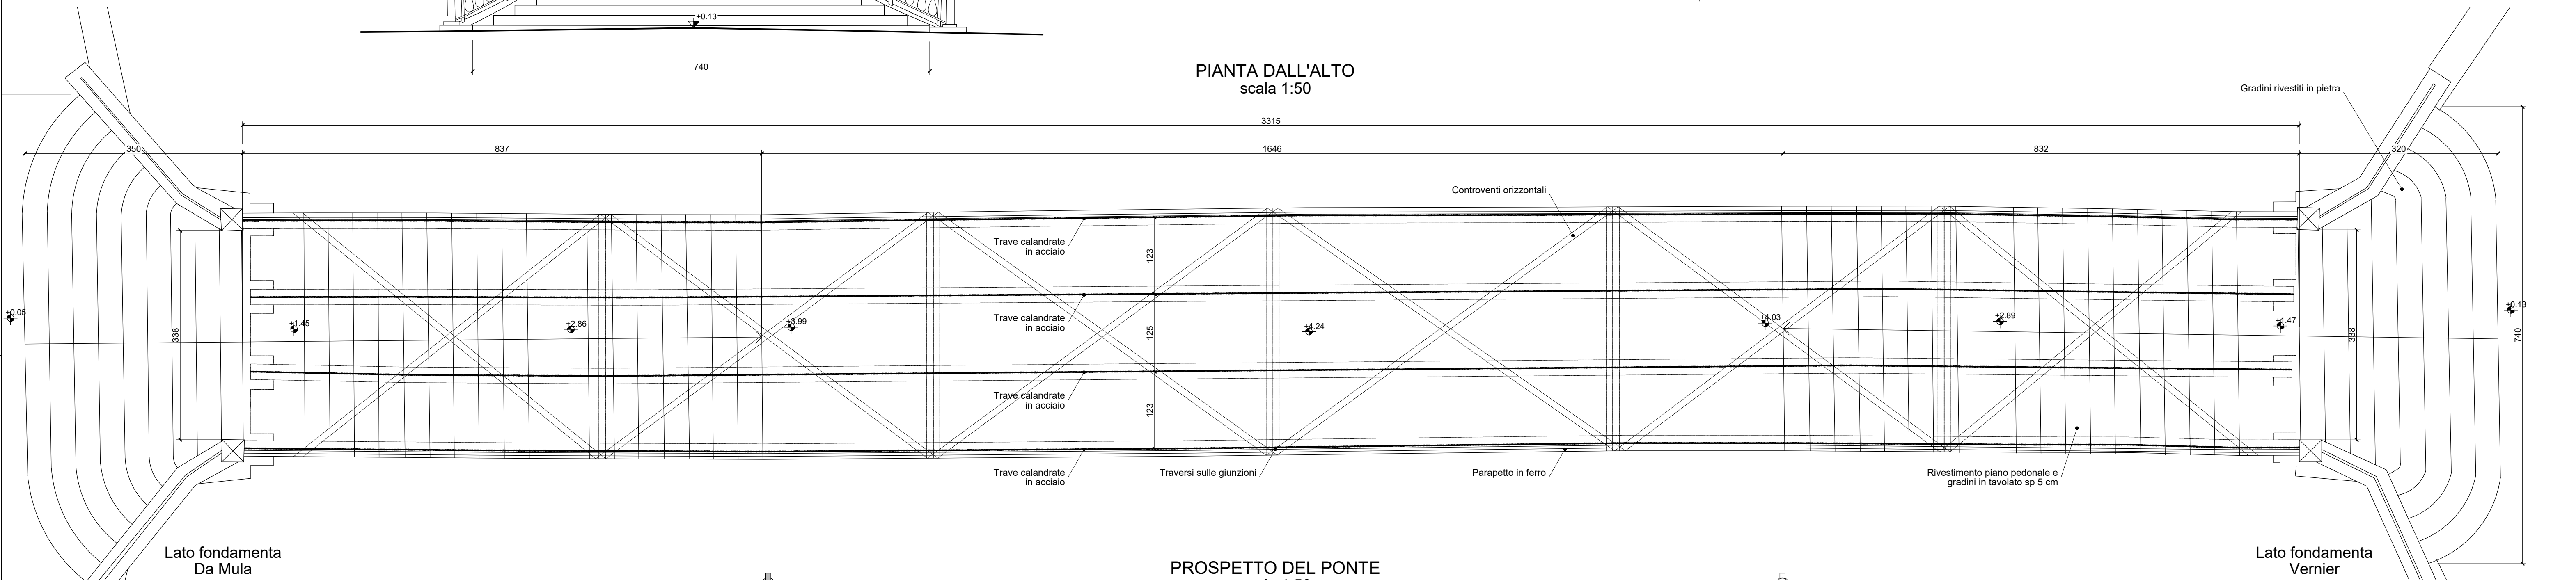 +0.13
740
PIANTA DALL'ALTO
scala 1:50
Gradini rivestiti in pietra
3315
350
837
1646
832
320
Controventi orizzontali
Trave calandrate
in acciaio
123
Trave calandrate
in acciaio
+0.05
+1.45
+2.86
+3.99
+4.24
+4.03
+2.89
+1.47
+0.13
338
125
338
740
Trave calandrate
in acciaio
123
Trave calandrate
in acciaio
Traversi sulle giunzioni
Parapetto in ferro
Rivestimento piano pedonale e
gradini in tavolato sp 5 cm
Lato fondamenta
Da Mula
PROSPETTO DEL PONTE
Lato fondamenta
Vernier